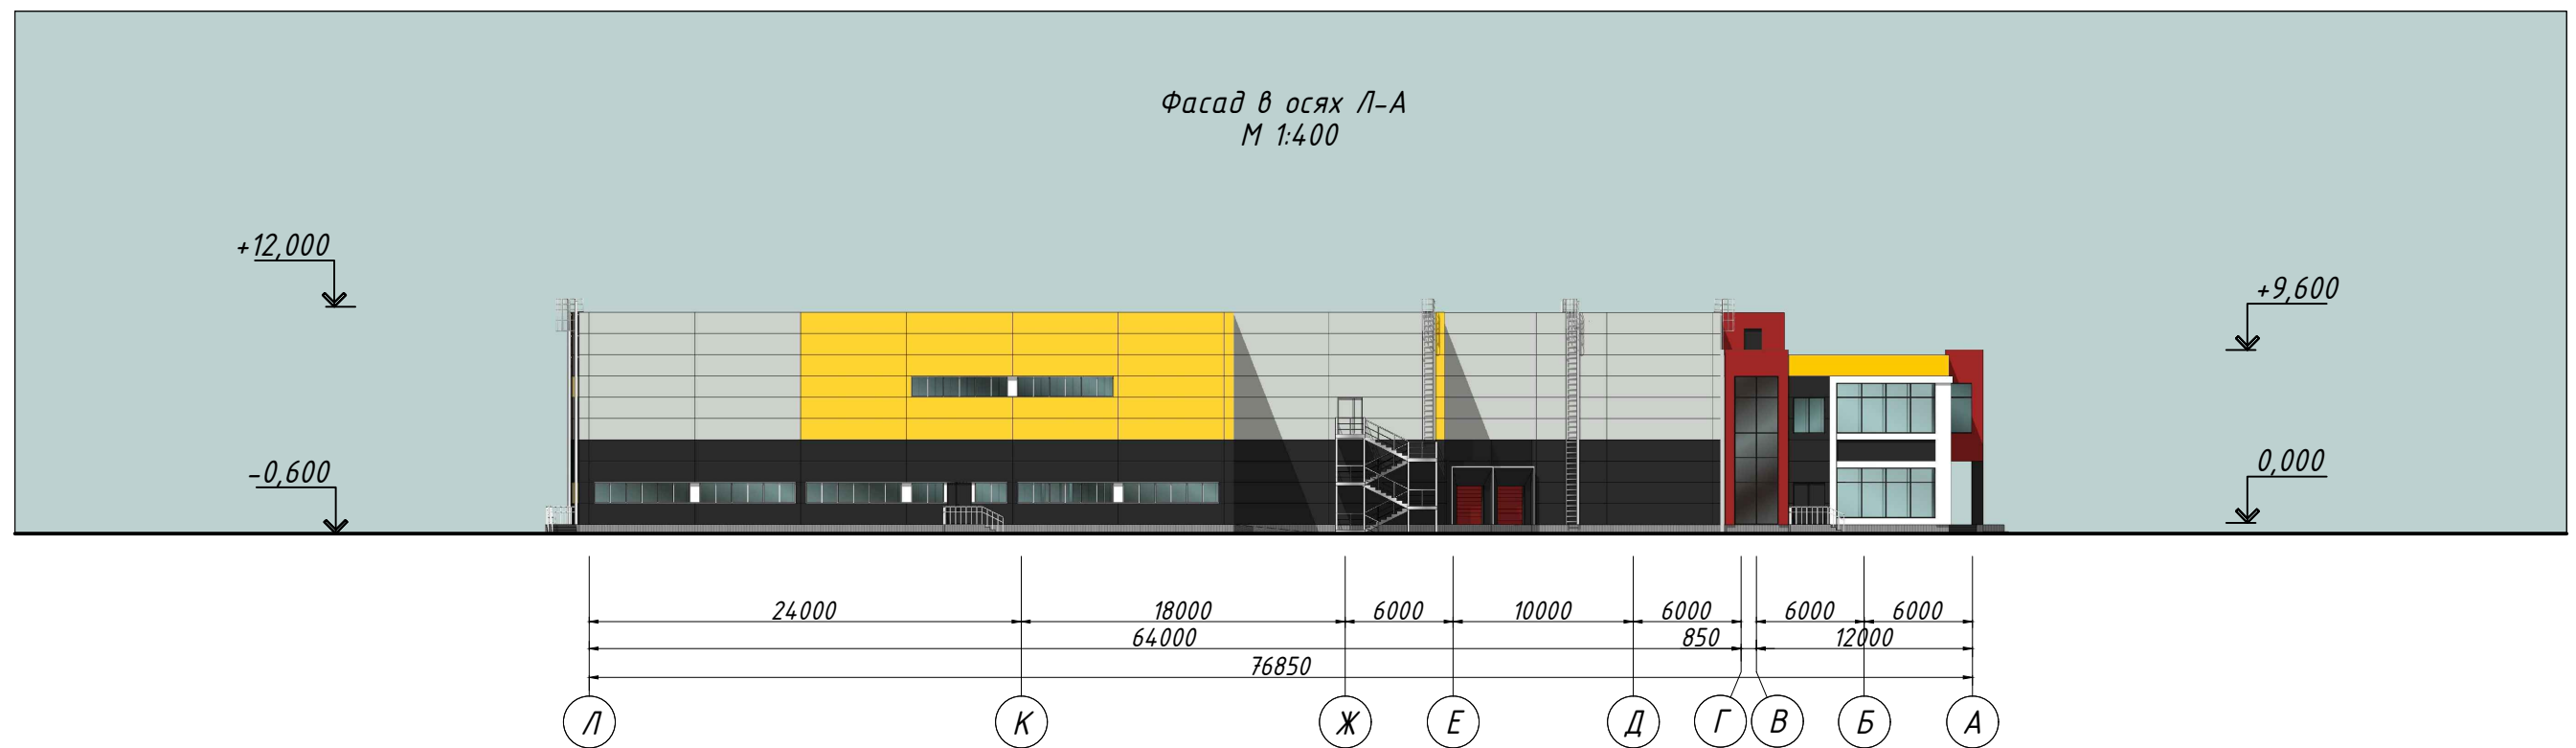 Фасад в осях Л-А
М 1:400
+12,000
+9,600
-0,600
0,000
24000 18000 6000 10000 6000 6000 6000
64000 850 12000
76850
Л К Ж Е Д Г В Б А